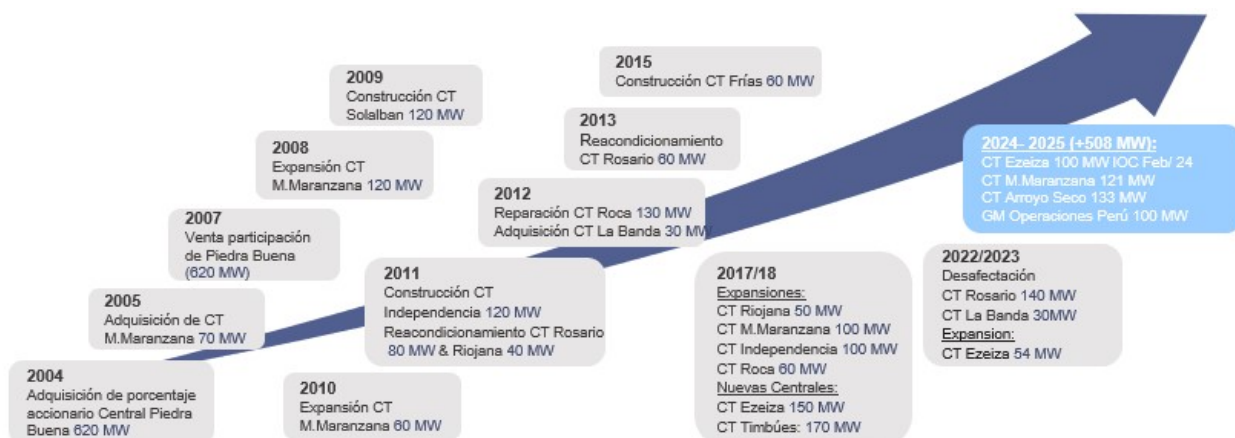 2004
Adquisición de porcentaje
accionario Central Piedra
Buena 620 MW
2005
Adquisición de CT
M.Maranzana 70 MW
2007
Venta participación
de Piedra Buena
(620 MW)
2008
Expansión CT
M.Maranzana 120 MW
2009
Construcción CT
Solalban 120 MW
2010
Expansión CT
M.Maranzana 60 MW
2011
Construcción CT
Independencia 120 MW
Reacondicionamiento CT Rosario
80 MW & Riojana 40 MW
2012
Reparación CT Roca 130 MW
Adquisición CT La Banda 30 MW
2013
Reacondicionamiento
CT Rosario 60 MW
2015
Construcción CT Frías 60 MW
2017/18
Expansiones:
CT Riojana 50 MW
CT M.Maranzana 100 MW
CT Independencia 100 MW
CT Roca 60 MW
Nuevas Centrales:
CT Ezeiza 150 MW
CT Timbúes: 170 MW
2022/2023
Desafectación
CT Rosario 140 MW
CT La Banda 30MW
Expansion:
CT Ezeiza 54 MW
2024– 2025 (+508 MW):
CT Ezeiza 100 MW IOC Feb/ 24
CT M.Maranzana 121 MW
CT Arroyo Seco 133 MW
GM Operaciones Perú 100 MW